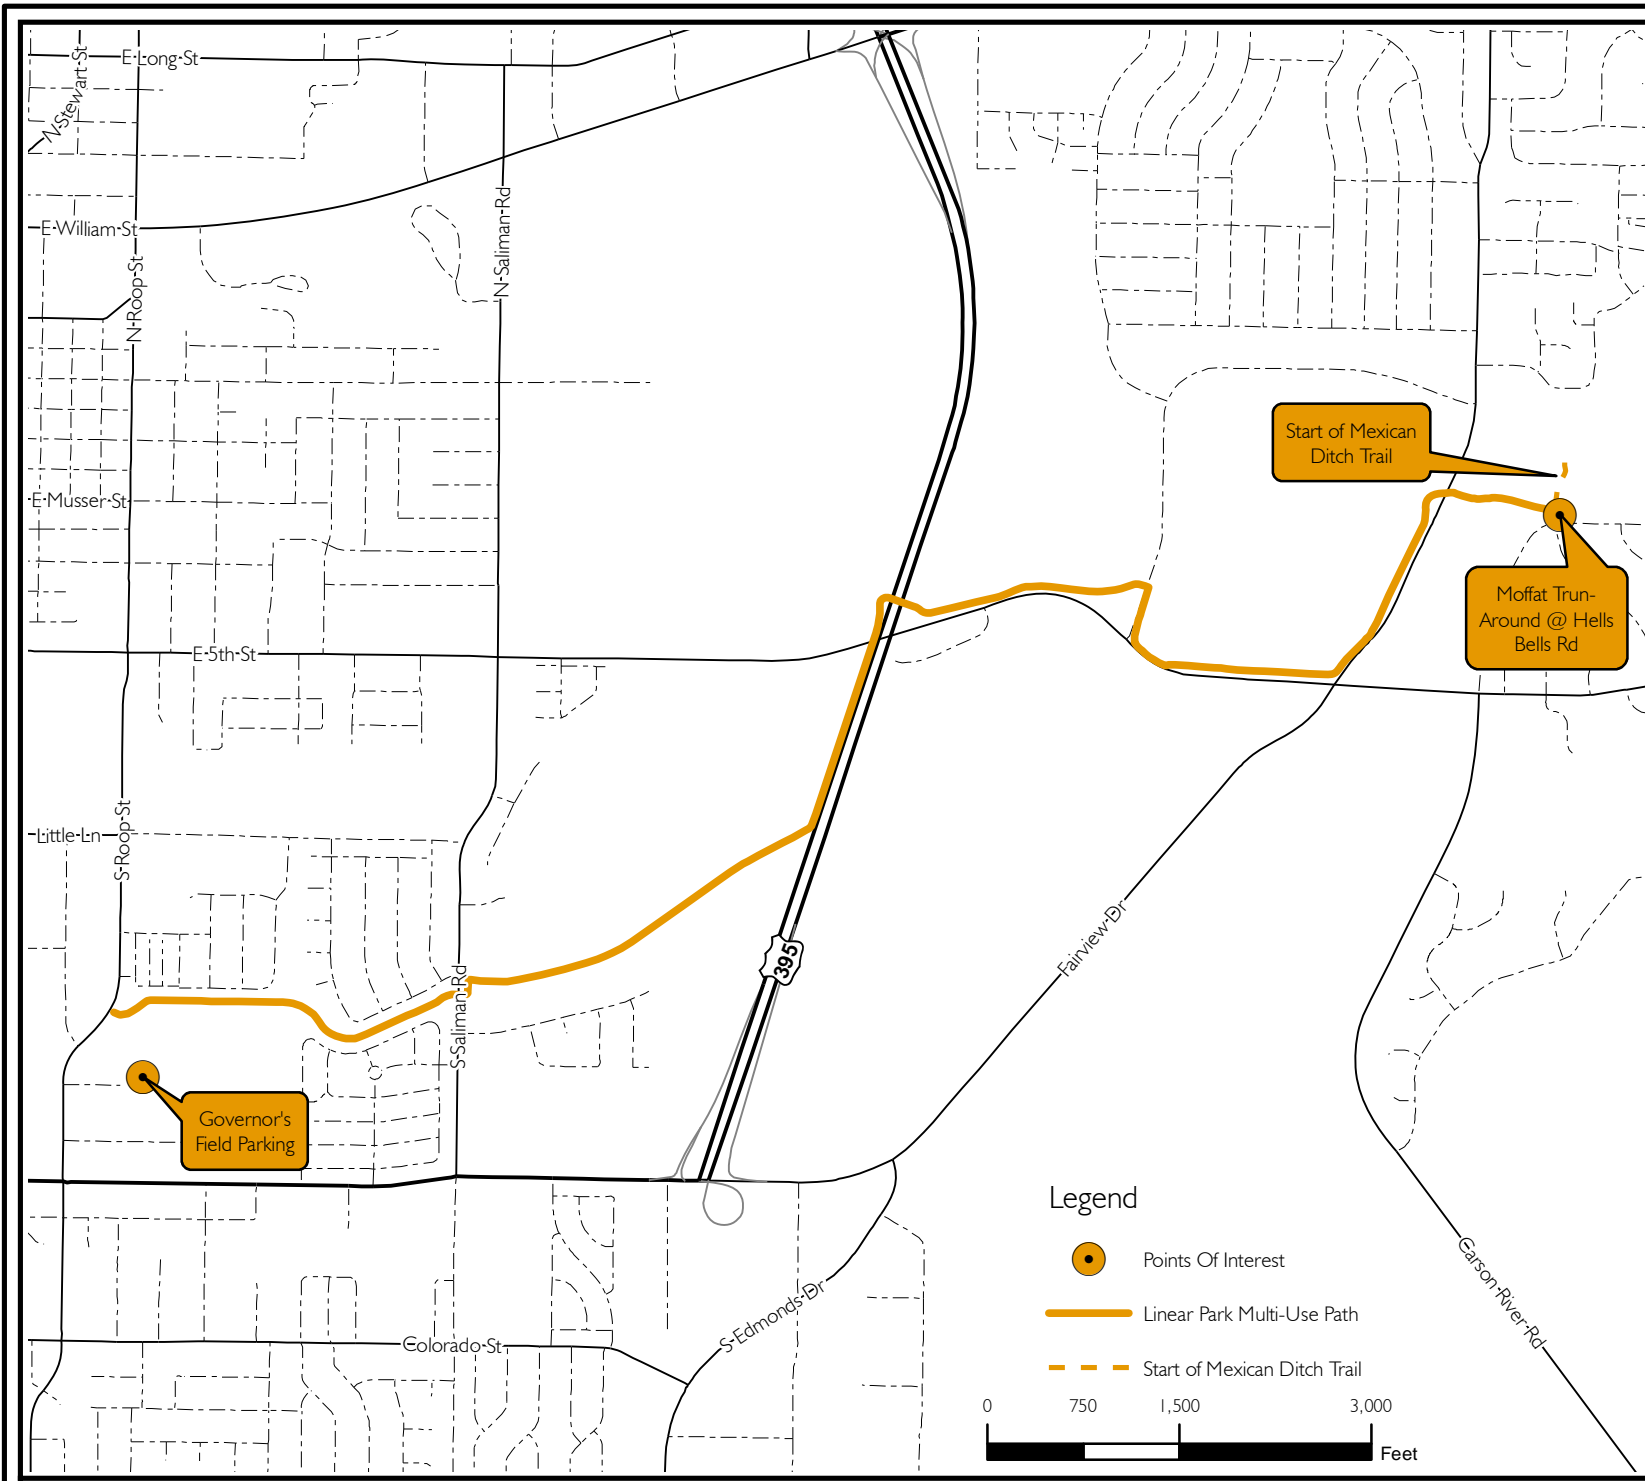 E Long St
N Stewart St
E William St
N Roop St
N Saliman Rd
Start of Mexican
Ditch Trail
E Musser St
Moffat Trun-
Around @ Hells
Bells Rd
E 5th St
S Roop St
Little Ln
Fairview Dr
395
S Saliman Rd
Governor's
Field Parking
Legend
Points Of Interest
Linear Park Multi-Use Path
Start of Mexican Ditch Trail
Carson River Rd
S Edmonds Dr
Colorado St
0 750 1,500 3,000
Feet